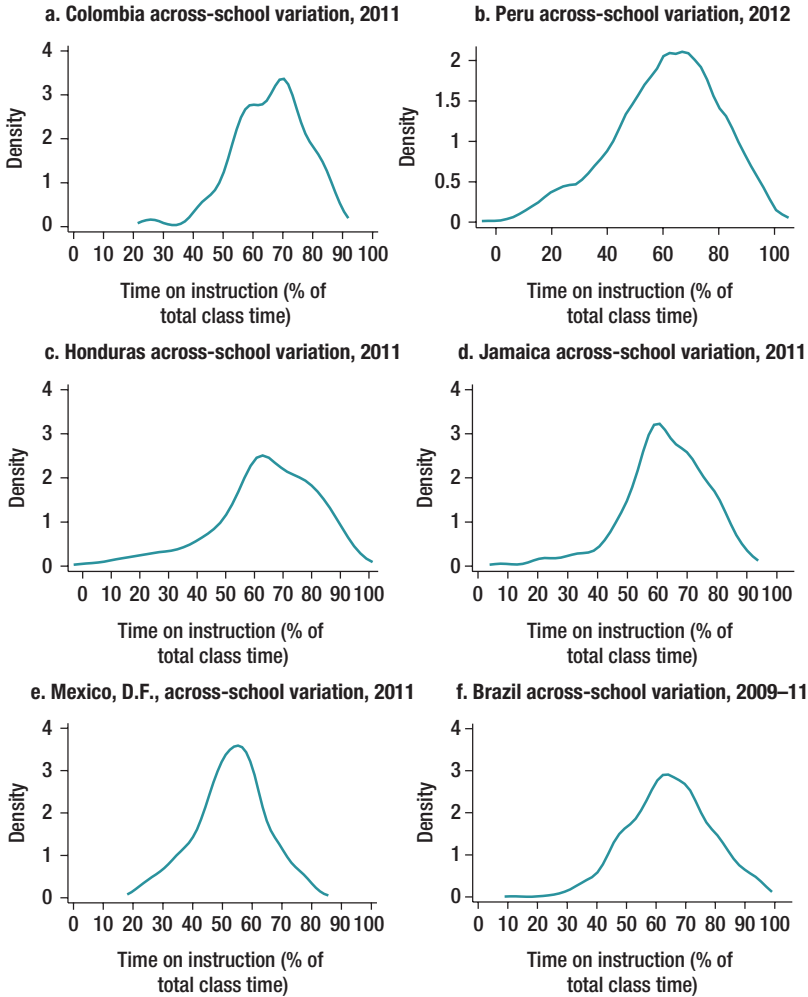 a. Colombia across-school variation, 2011
4
3
2
1
0
Density
0 10 20 30 40 50 60 70 80 90 100
Time on instruction (% of
total class time)
b. Peru across-school variation, 2012
2
1.5
1
0.5
0
Density
0 20 40 60 80 100
Time on instruction (% of
total class time)
c. Honduras across-school variation, 2011
4
3
2
1
0
Density
0 10 20 30 40 50 60 70 80 90 100
Time on instruction (% of
total class time)
d. Jamaica across-school variation, 2011
4
3
2
1
0
Density
0 10 20 30 40 50 60 70 80 90 100
Time on instruction (% of
total class time)
e. Mexico, D.F., across-school variation, 2011
4
3
2
1
0
Density
0 10 20 30 40 50 60 70 80 90 100
Time on instruction (% of
total class time)
f. Brazil across-school variation, 2009–11
4
3
2
1
0
Density
0 10 20 30 40 50 60 70 80 90 100
Time on instruction (% of
total class time)